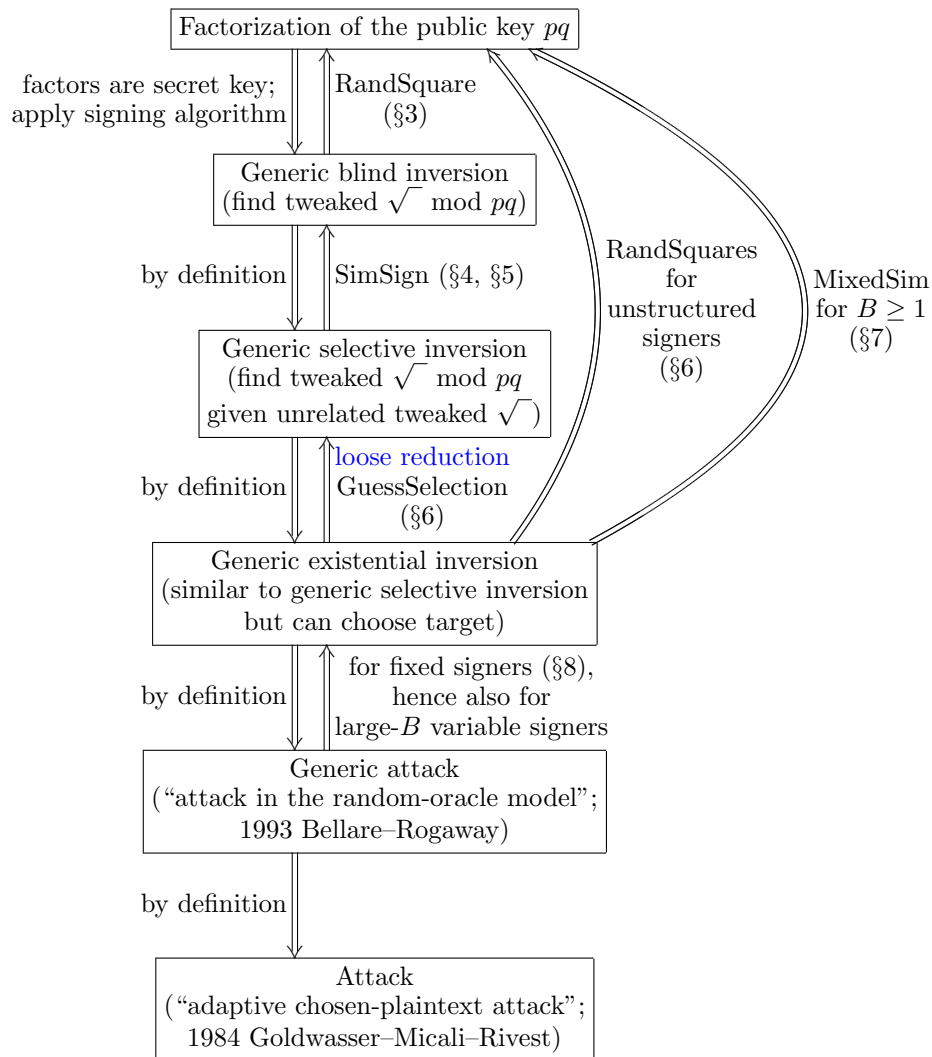 Factorization of the public key pq
factors are secret key;
apply signing algorithm
RandSquare
(§3)
Generic blind inversion
(find tweaked √ mod pq)
by definition
SimSign (§4, §5)
RandSquares
for
unstructured
signers
(§6)
MixedSim
for B ≥ 1
(§7)
Generic selective inversion
(find tweaked √ mod pq
given unrelated tweaked √ )
by definition
loose reduction
GuessSelection
(§6)
Generic existential inversion
(similar to generic selective inversion
but can choose target)
by definition
for fixed signers (§8),
hence also for
large-B variable signers
Generic attack
(“attack in the random-oracle model”;
1993 Bellare–Rogaway)
by definition
Attack
(“adaptive chosen-plaintext attack”;
1984 Goldwasser–Micali–Rivest)